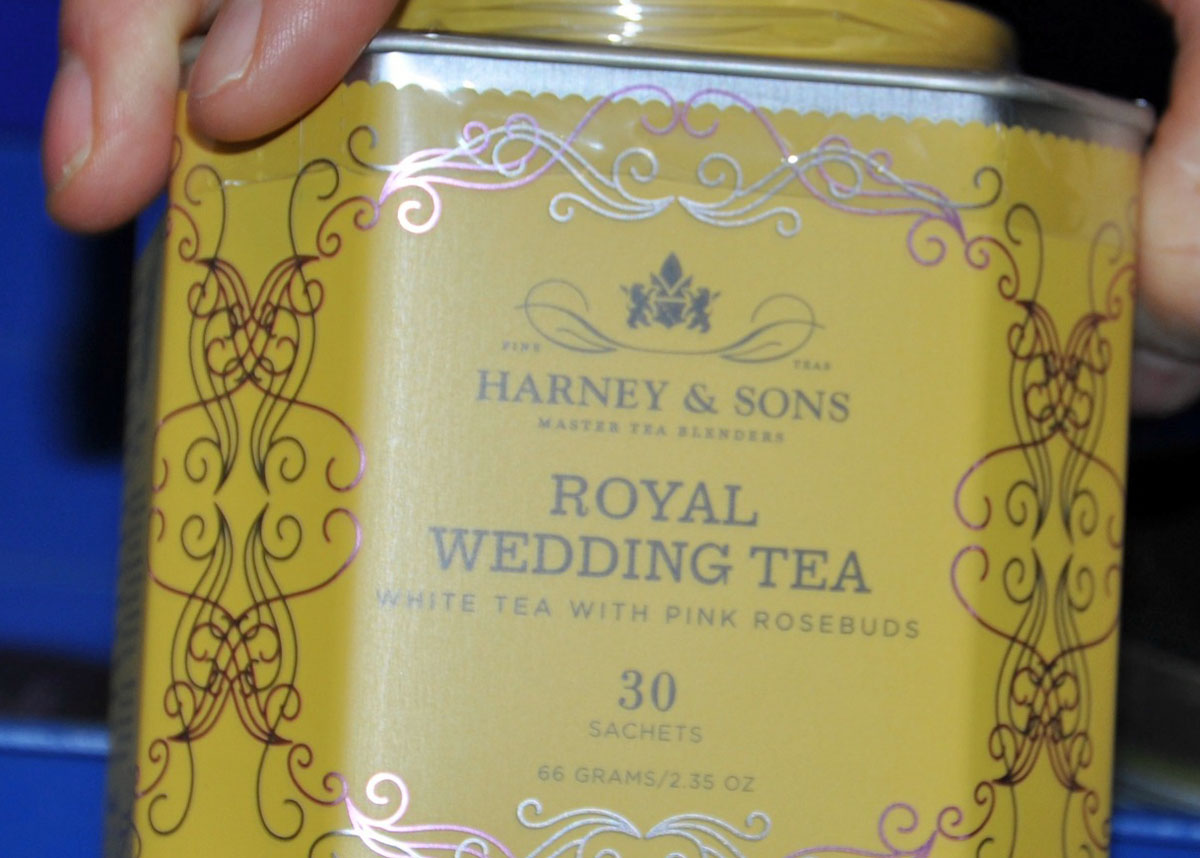 FINE TEAS
HARNEY & SONS
MASTER TEA BLENDERS
ROYAL
WEDDING TEA
WHITE TEA WITH PINK ROSEBUDS
30
SACHETS
66 GRAMS/2.35 OZ